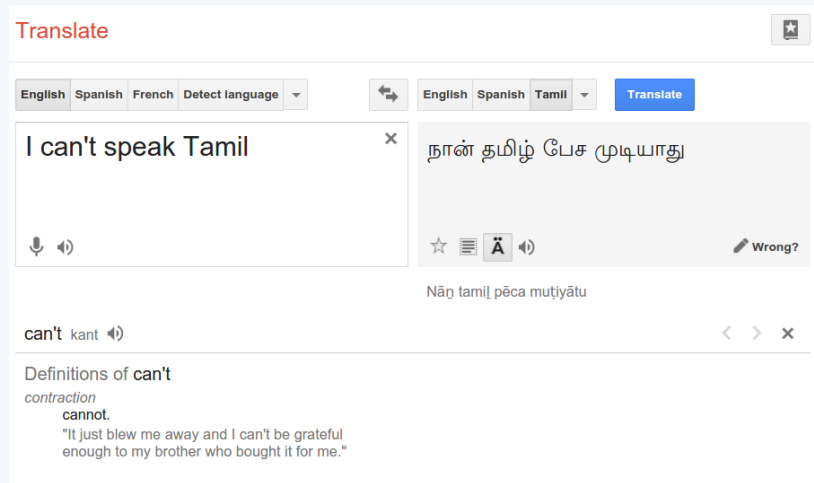 Translate
English Spanish French Detect language
English Spanish Tamil
Translate
I can't speak Tamil
நான் தமிழ் பேச முடியாது
Ä
Wrong?
Nāṉ tamiḻ pēca muṭiyātu
can't kant
Definitions of can't
contraction
cannot.
"It just blew me away and I can't be grateful
enough to my brother who bought it for me."